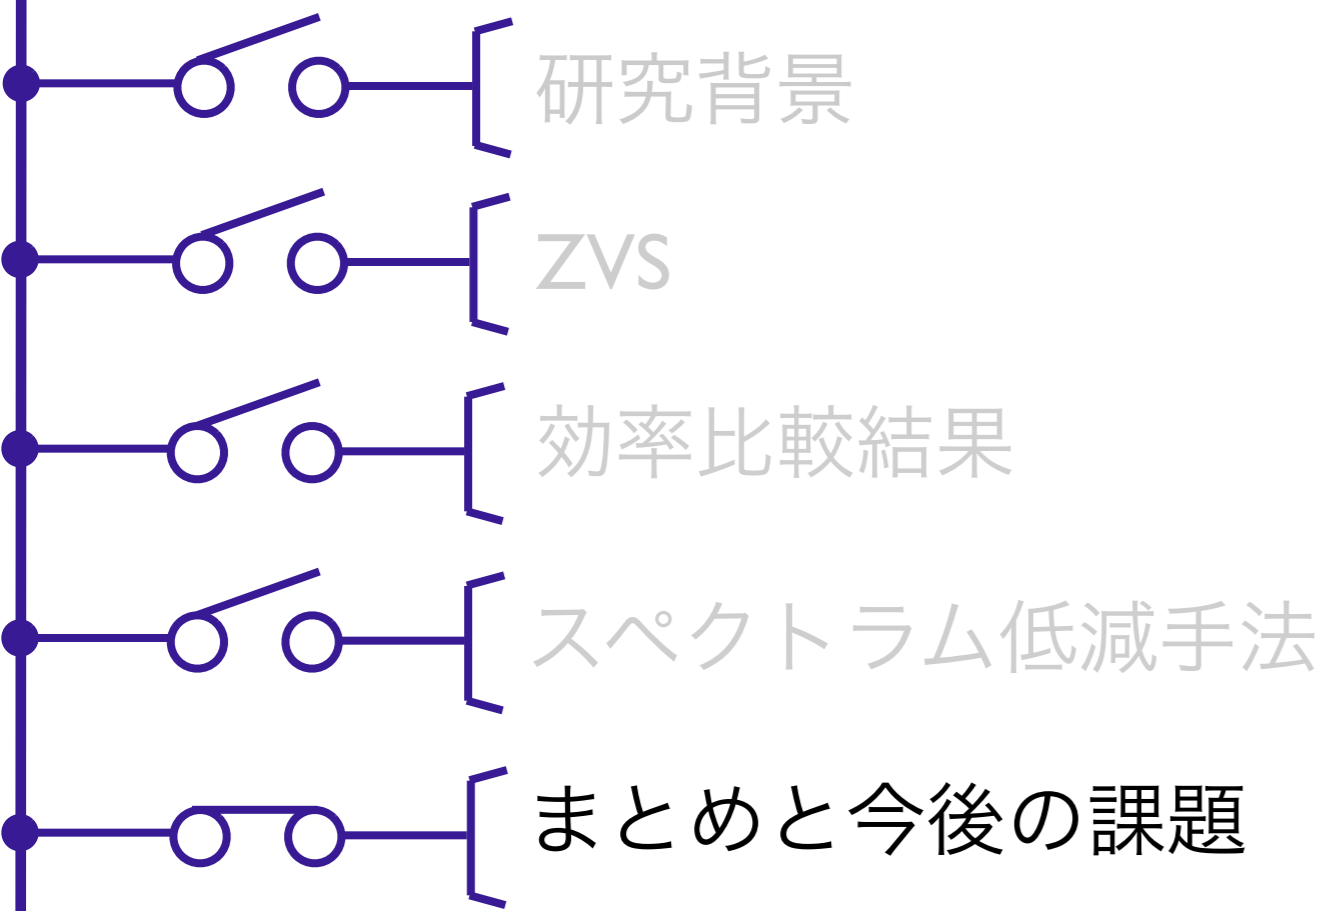 研究背景
ZVS
効率比較結果
スペクトラム低減手法
まとめと今後の課題